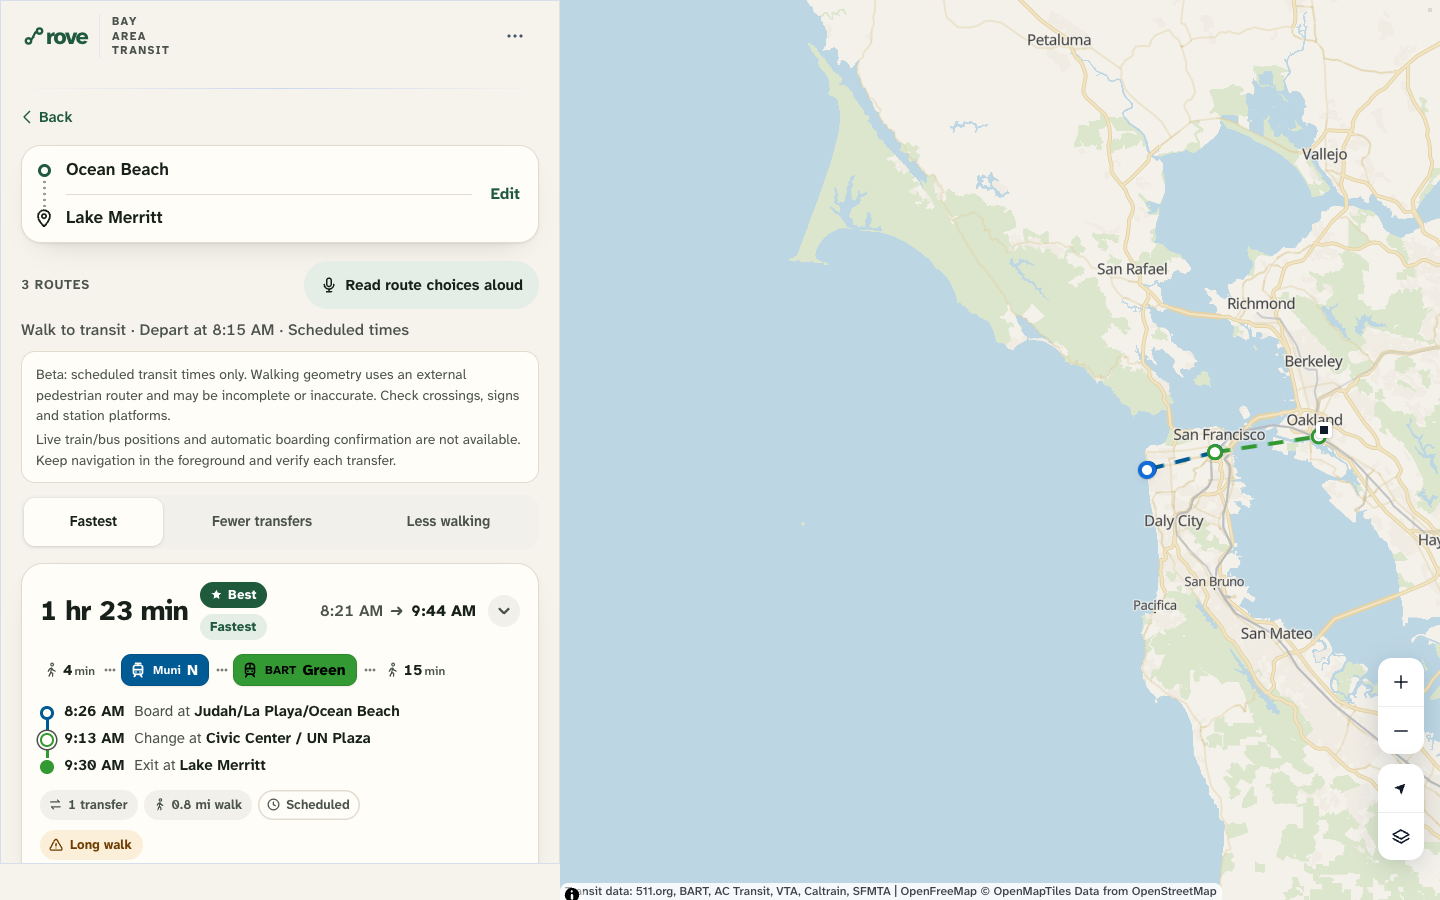 rove
BAY
AREA
TRANSIT
Back
Ocean Beach
Edit
Lake Merritt
3 ROUTES
Read route choices aloud
Walk to transit · Depart at 8:15 AM · Scheduled times
Beta: scheduled transit times only. Walking geometry uses an external
pedestrian router and may be incomplete or inaccurate. Check crossings, signs
and station platforms.
Live train/bus positions and automatic boarding confirmation are not available.
Keep navigation in the foreground and verify each transfer.
Fastest
Fewer transfers
Less walking
1 hr 23 min
Best
Fastest
8:21 AM → 9:44 AM
4 min
Muni N
BART Green
15 min
8:26 AM Board at Judah/La Playa/Ocean Beach
9:13 AM Change at Civic Center / UN Plaza
9:30 AM Exit at Lake Merritt
1 transfer
0.8 mi walk
Scheduled
Long walk
Petaluma
Vallejo
San Rafael
Richmond
Berkeley
Oakland
San Francisco
Daly City
Hay
San Bruno
Pacifica
San Mateo
nsit data: 511.org, BART, AC Transit, VTA, Caltrain, SFMTA | OpenFreeMap © OpenMapTiles Data from OpenStreetMap